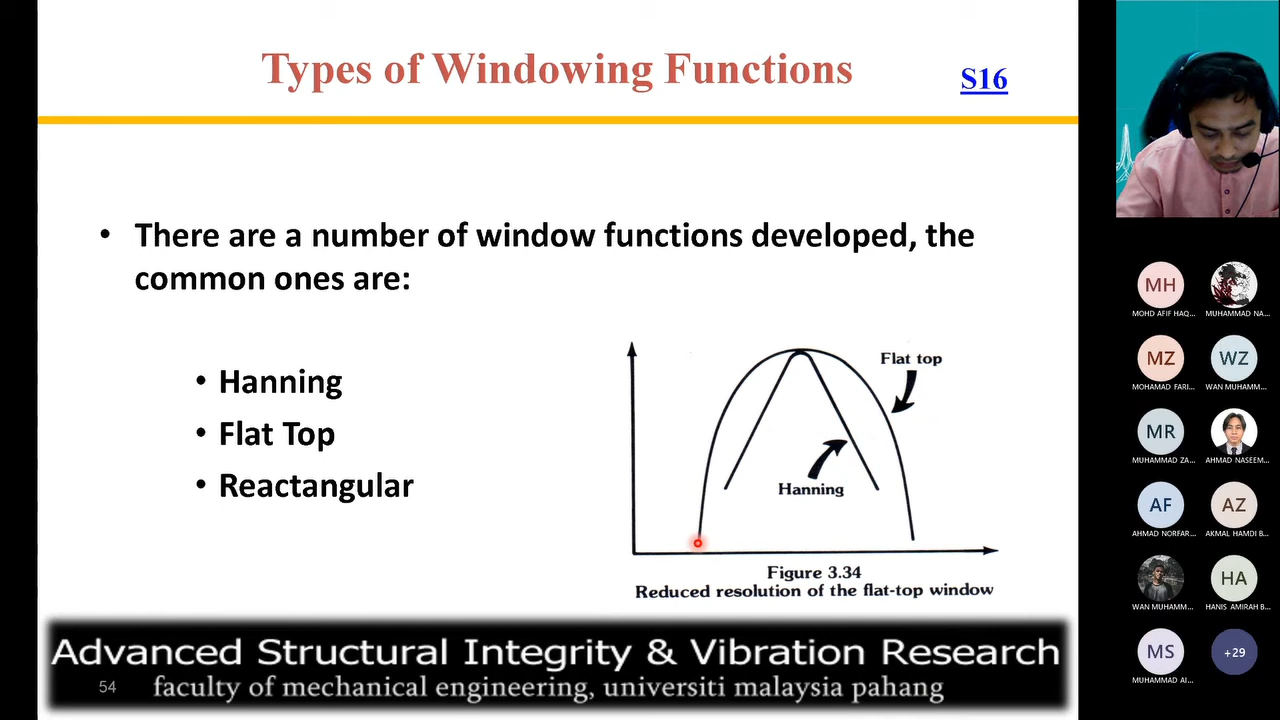 Types of Windowing Functions
S16
• There are a number of window functions developed, the
common ones are:
• Hanning
• Flat Top
• Reactangular
Flat top
Hanning
Figure 3.34
Reduced resolution of the flat-top window
Advanced Structural Integrity & Vibration Research
54
faculty of mechanical engineering, universiti malaysia pahang
MH
MOHD AFIF HAQ...
MUHAMMAD NA...
MZ
MOHAMAD FARI...
WZ
WAN MUHAMM...
MR
MUHAMMAD ZA...
AHMAD NASEEM...
AF
AHMAD NORFAR...
AZ
AKMAL HAMDI B...
WAN MUHAMM...
HA
HANIS AMIRAH B...
MS
MUHAMMAD AI...
+29